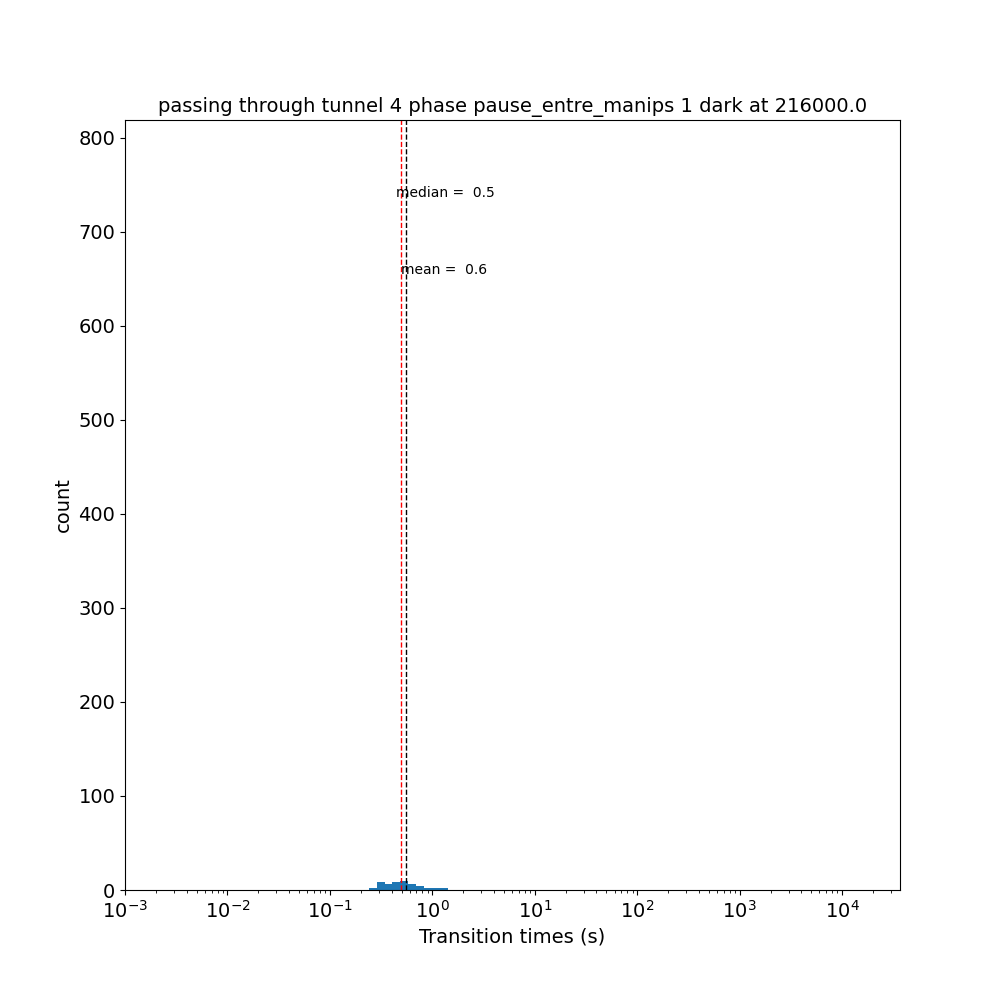 passing through tunnel 4 phase pause_entre_manips 1 dark at 216000.0
800
median =  0.5
700
mean =  0.6
600
500
count
400
300
200
100
0
10⁻³ 10⁻² 10⁻¹ 10⁰ 10¹ 10² 10³ 10⁴
Transition times (s)